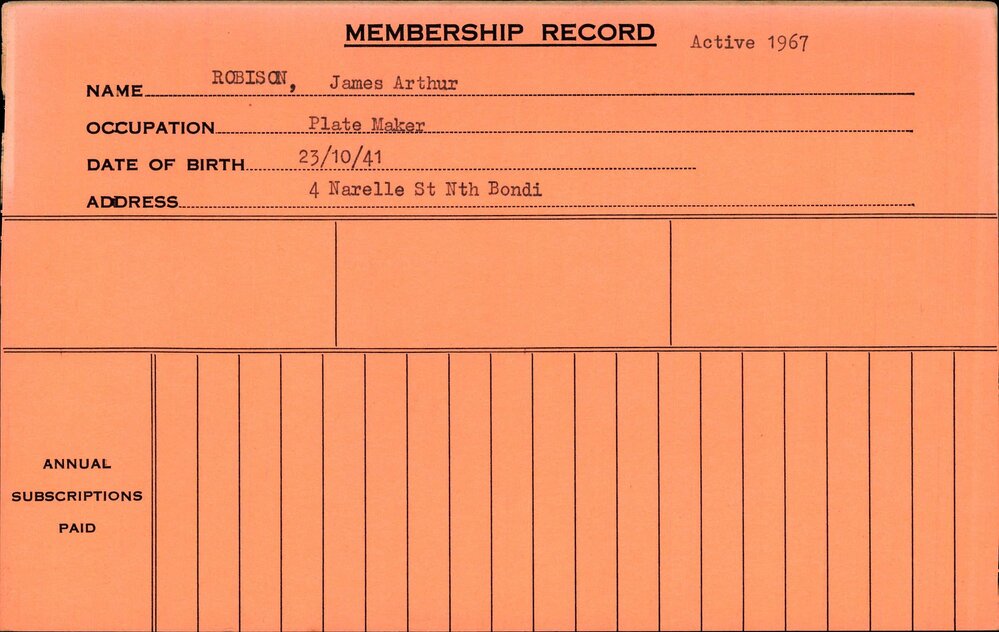 MEMBERSHIP RECORD Active 1967
NAME ROBISON, James Arthur
OCCUPATION Plate Maker
DATE OF BIRTH 23/10/41
ADDRESS 4 Narelle St Nth Bondi
ANNUAL
SUBSCRIPTIONS
PAID